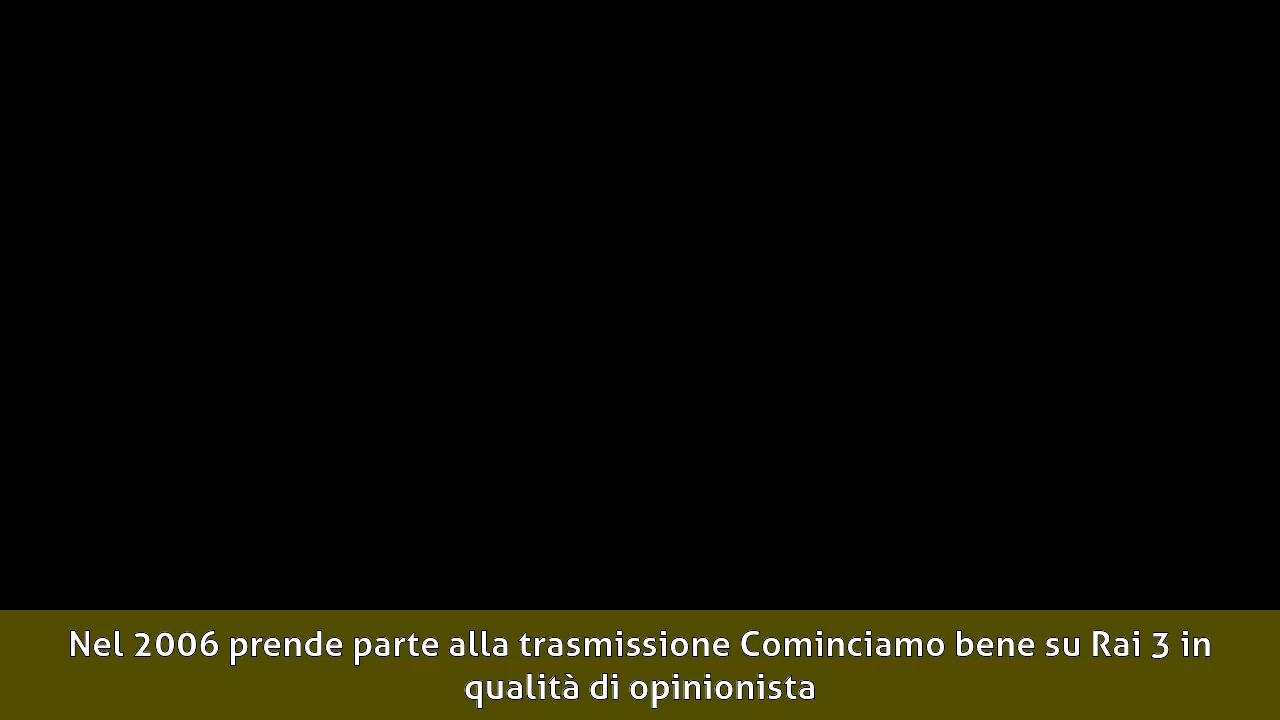 Nel 2006 prende parte alla trasmissione Cominciamo bene su Rai 3 in
qualità di opinionista